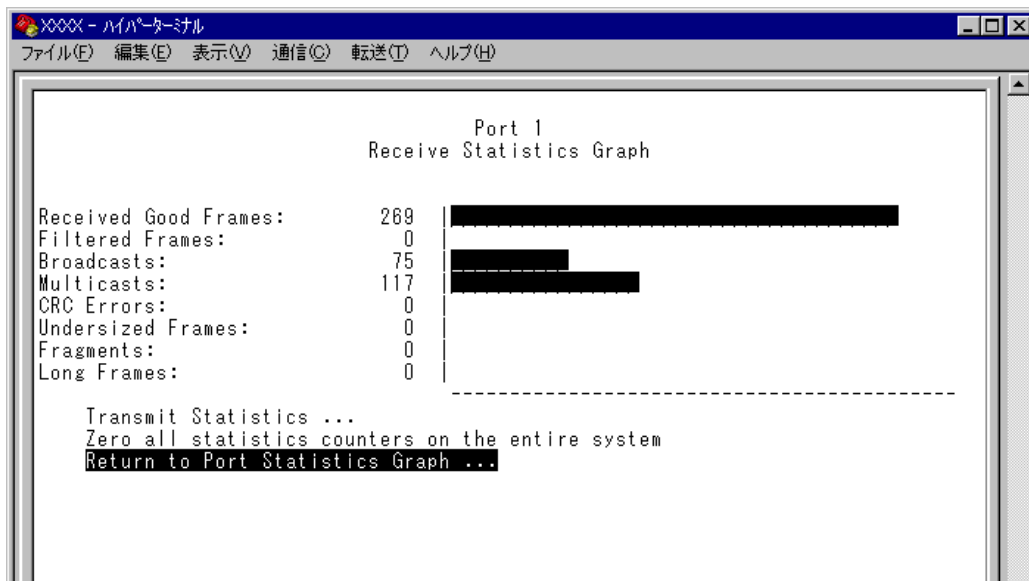 XXXX - ハイパーターミナル
ファイル(F) 編集(E) 表示(V) 通信(C) 転送(T) ヘルプ(H)
Port 1
Receive Statistics Graph
Received Good Frames: 269
Filtered Frames: 0
Broadcasts: 75
Multicasts: 117
CRC Errors: 0
Undersized Frames: 0
Fragments: 0
Long Frames: 0
Transmit Statistics ...
Zero all statistics counters on the entire system
Return to Port Statistics Graph ...